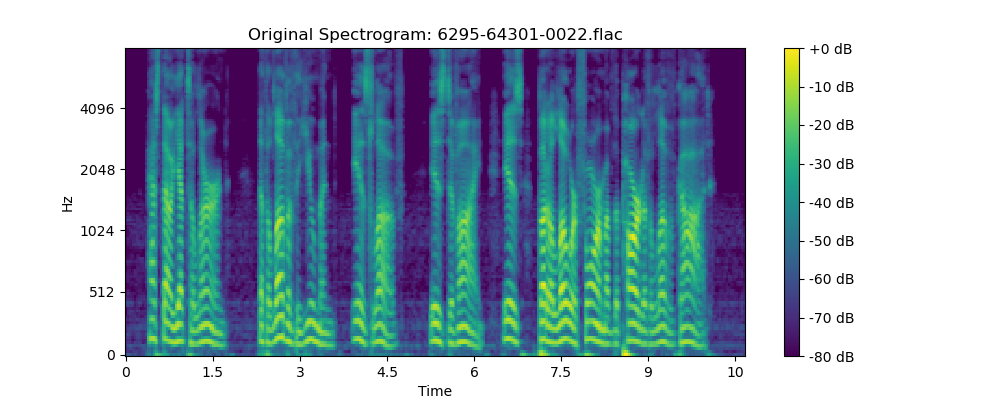 Original Spectrogram: 6295-64301-0022.flac
Hz
4096
2048
1024
512
0
0 1.5 3 4.5 6 7.5 9 10
Time
+0 dB
-10 dB
-20 dB
-30 dB
-40 dB
-50 dB
-60 dB
-70 dB
-80 dB